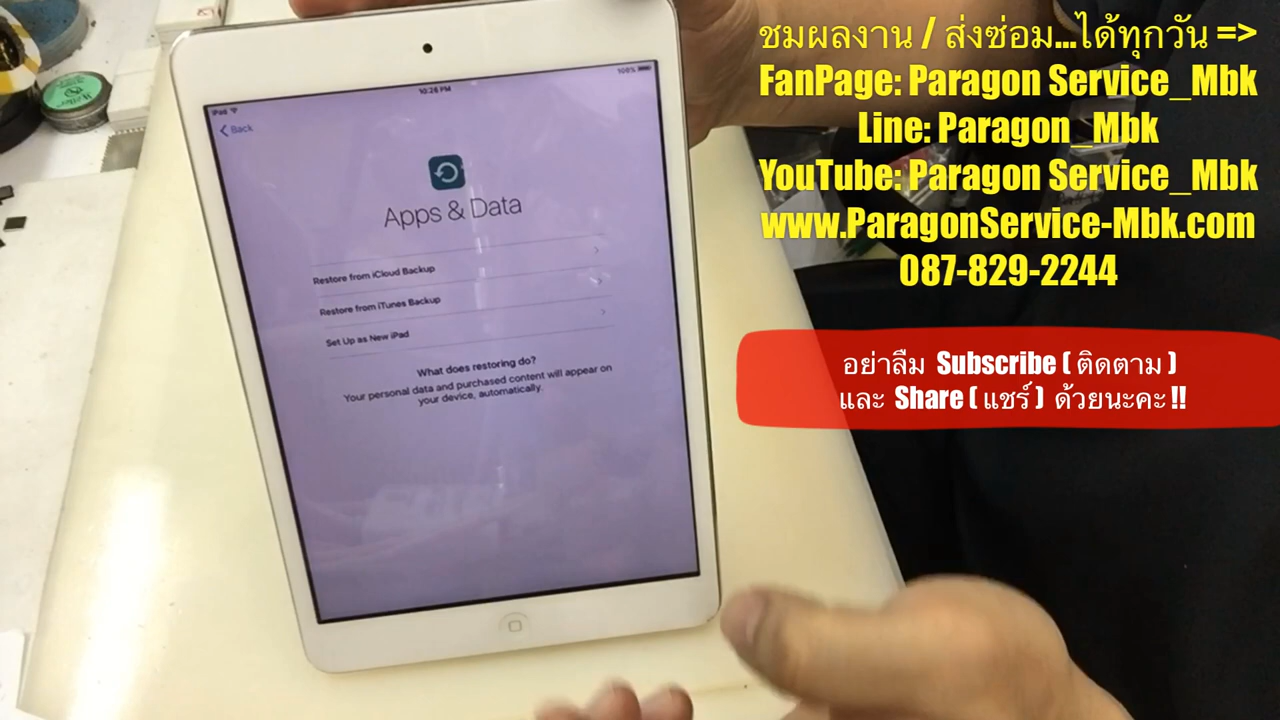 ชมผลงาน / ส่งซ่อม...ได้ทุกวัน =>
FanPage: Paragon Service_Mbk
Line: Paragon_Mbk
YouTube: Paragon Service_Mbk
www.ParagonService-Mbk.com
087-829-2244
อย่าลืม Subscribe ( ติดตาม )
และ Share ( แชร์ ) ด้วยนะคะ !!
iPad
10:26 PM
100%
Back
Apps & Data
Restore from iCloud Backup
Restore from iTunes Backup
Set Up as New iPad
What does restoring do?
Your personal data and purchased content will appear on
your device, automatically.